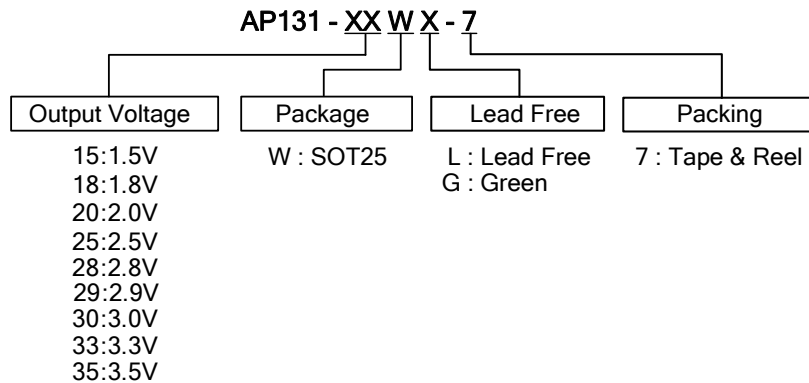 AP131 - XX W X - 7
Output Voltage
Package
Lead Free
Packing
15:1.5V
18:1.8V
20:2.0V
25:2.5V
28:2.8V
29:2.9V
30:3.0V
33:3.3V
35:3.5V
W : SOT25
L : Lead Free
G : Green
7 : Tape & Reel